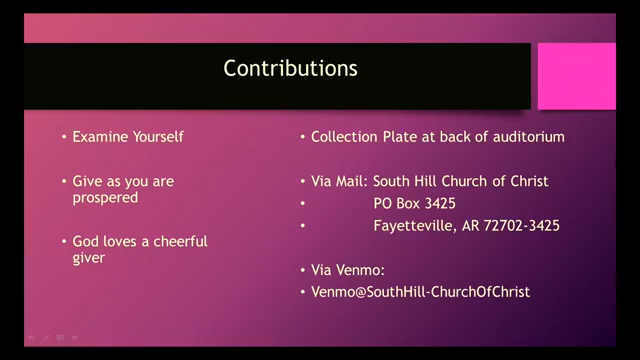 Contributions
• Examine Yourself
• Give as you are
prospered
• God loves a cheerful
giver
• Collection Plate at back of auditorium
• Via Mail: South Hill Church of Christ
• PO Box 3425
• Fayetteville, AR 72702-3425
• Via Venmo:
• Venmo@SouthHill-ChurchOfChrist